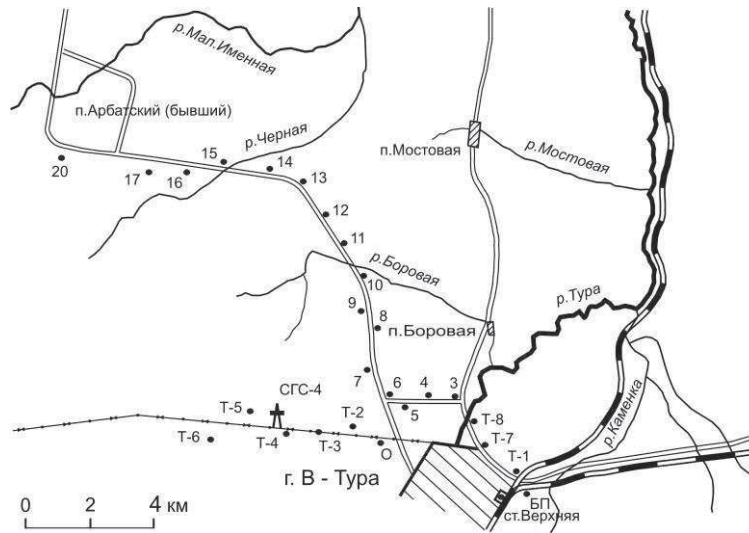 р.Мал.Именная
п.Арбатский (бывший)
р.Черная
15
14
13
20
17
16
12
11
п.Мостовая
р.Мостовая
р.Боровая
10
9
8
п.Боровая
р.Тура
7
6
4
3
5
СГС-4
Т-5
Т-2
Т-8
Т-6
Т-4
Т-3
О
Т-7
Т-1
р.Каменка
г. В - Тура
БП
ст.Верхняя
0 2 4 км